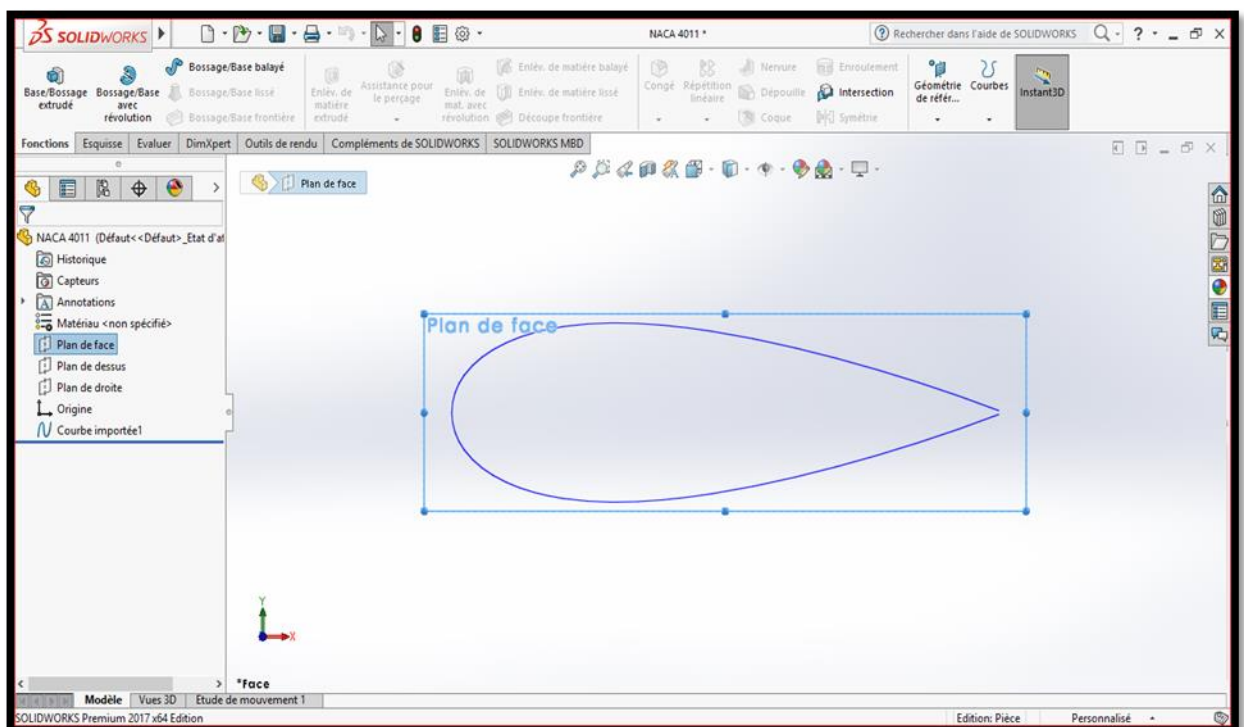 SOLIDWORKS
NACA 4011 *
Rechercher dans l'aide de SOLIDWORKS
Base/Bossage extrudé
Bossage/Base avec révolution
Bossage/Base balayé
Bossage/Base lissé
Bossage/Base frontière
Enlèv. de matière extrudé
Assistance pour le perçage
Enlèv. de mat. avec révolution
Enlèv. de matière balayé
Enlèv. de matière lissé
Découpe frontière
Congé
Répétition linéaire
Nervure
Dépouille
Coque
Enroulement
Intersection
Symétrie
Géométrie de référ...
Courbes
Instant3D
Fonctions Esquisse Evaluer DimXpert Outils de rendu Compléments de SOLIDWORKS SOLIDWORKS MBD
Plan de face
NACA 4011 (Défaut<<Défaut>_Etat d'af
Historique
Capteurs
Annotations
Matériau <non spécifié>
Plan de face
Plan de dessus
Plan de droite
Origine
Courbe importée1
Plan de face
Y
X
*Face
Modèle Vues 3D Etude de mouvement 1
SOLIDWORKS Premium 2017 x64 Edition
Edition: Pièce
Personnalisé